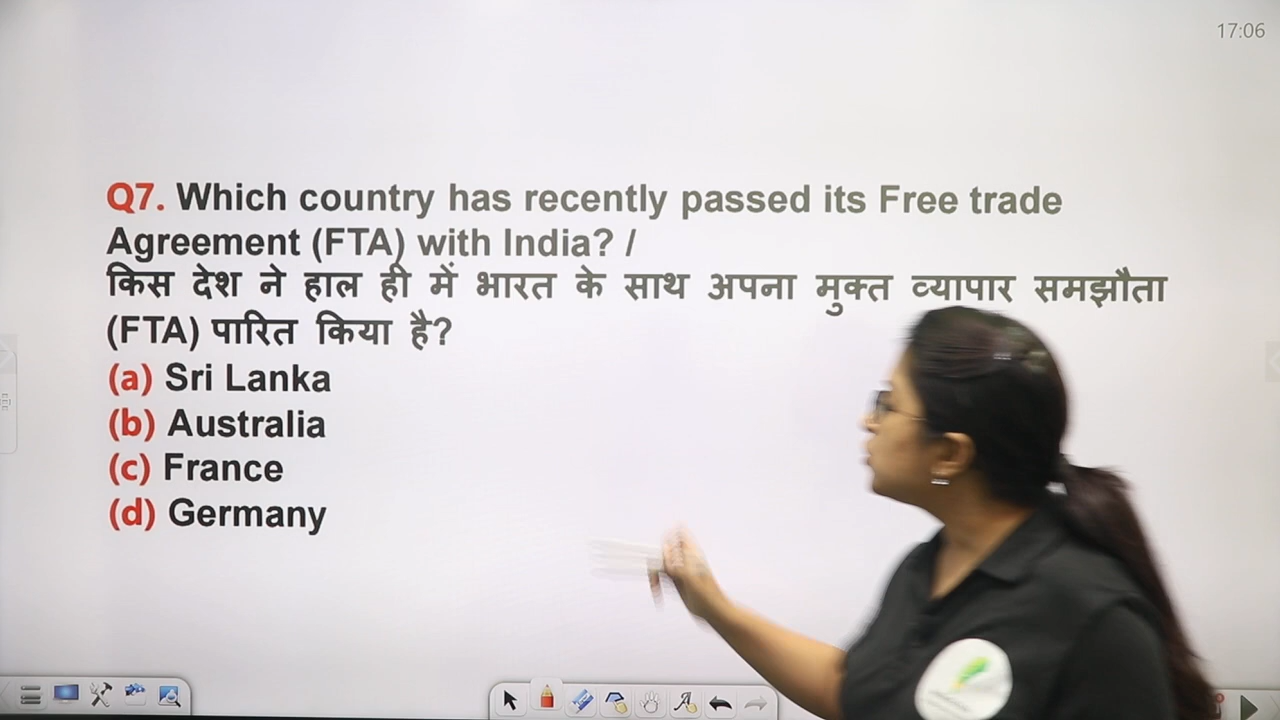 17:06
Q7. Which country has recently passed its Free trade
Agreement (FTA) with India? /
किस देश ने हाल ही में भारत के साथ अपना मुक्त व्यापार समझौता
(FTA) पारित किया है?
(a) Sri Lanka
(b) Australia
(c) France
(d) Germany